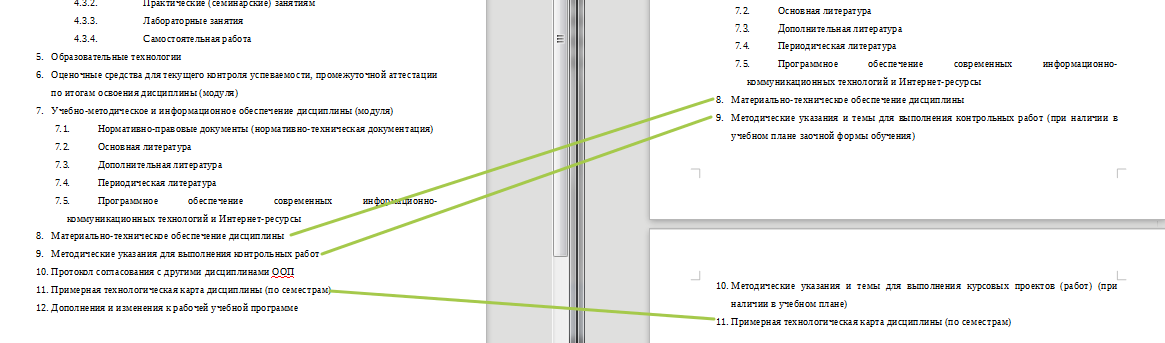 4.3.2. Практические (семинарские) занятиям
4.3.3. Лабораторные занятия
4.3.4. Самостоятельная работа
5. Образовательные технологии
6. Оценочные средства для текущего контроля успеваемости, промежуточной аттестации
по итогам освоения дисциплины (модуля)
7. Учебно-методическое и информационное обеспечение дисциплины (модуля)
7.1. Нормативно-правовые документы (нормативно-техническая документация)
7.2. Основная литература
7.3. Дополнительная литература
7.4. Периодическая литература
7.5. Программное обеспечение современных информационно-
коммуникационных технологий и Интернет-ресурсы
8. Материально-техническое обеспечение дисциплины
9. Методические указания для выполнения контрольных работ
10. Протокол согласования с другими дисциплинами ООП
11. Примерная технологическая карта дисциплины (по семестрам)
12. Дополнения и изменения к рабочей учебной программе
7.2. Основная литература
7.3. Дополнительная литература
7.4. Периодическая литература
7.5. Программное обеспечение современных информационно-
коммуникационных технологий и Интернет-ресурсы
8. Материально-техническое обеспечение дисциплины
9. Методические указания и темы для выполнения контрольных работ (при наличии в
учебном плане заочной формы обучения)
10. Методические указания и темы для выполнения курсовых проектов (работ) (при
наличии в учебном плане)
11. Примерная технологическая карта дисциплины (по семестрам)